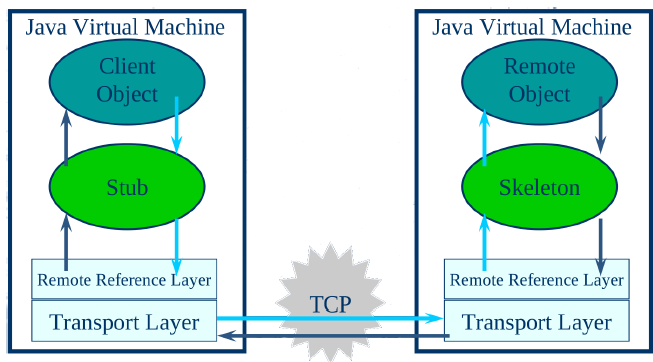 Java Virtual Machine
Client
Object
Stub
Remote Reference Layer
Transport Layer
TCP
Java Virtual Machine
Remote
Object
Skeleton
Remote Reference Layer
Transport Layer